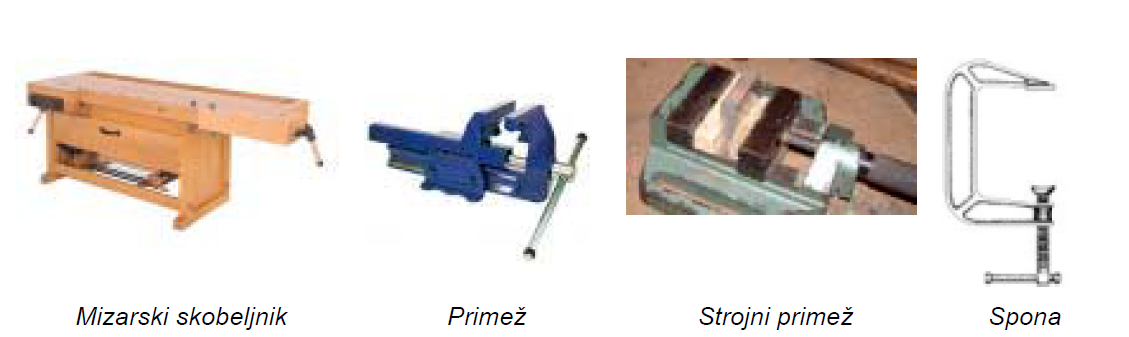 Mizarski skobeljnik
Primež
Strojni primež
Spona